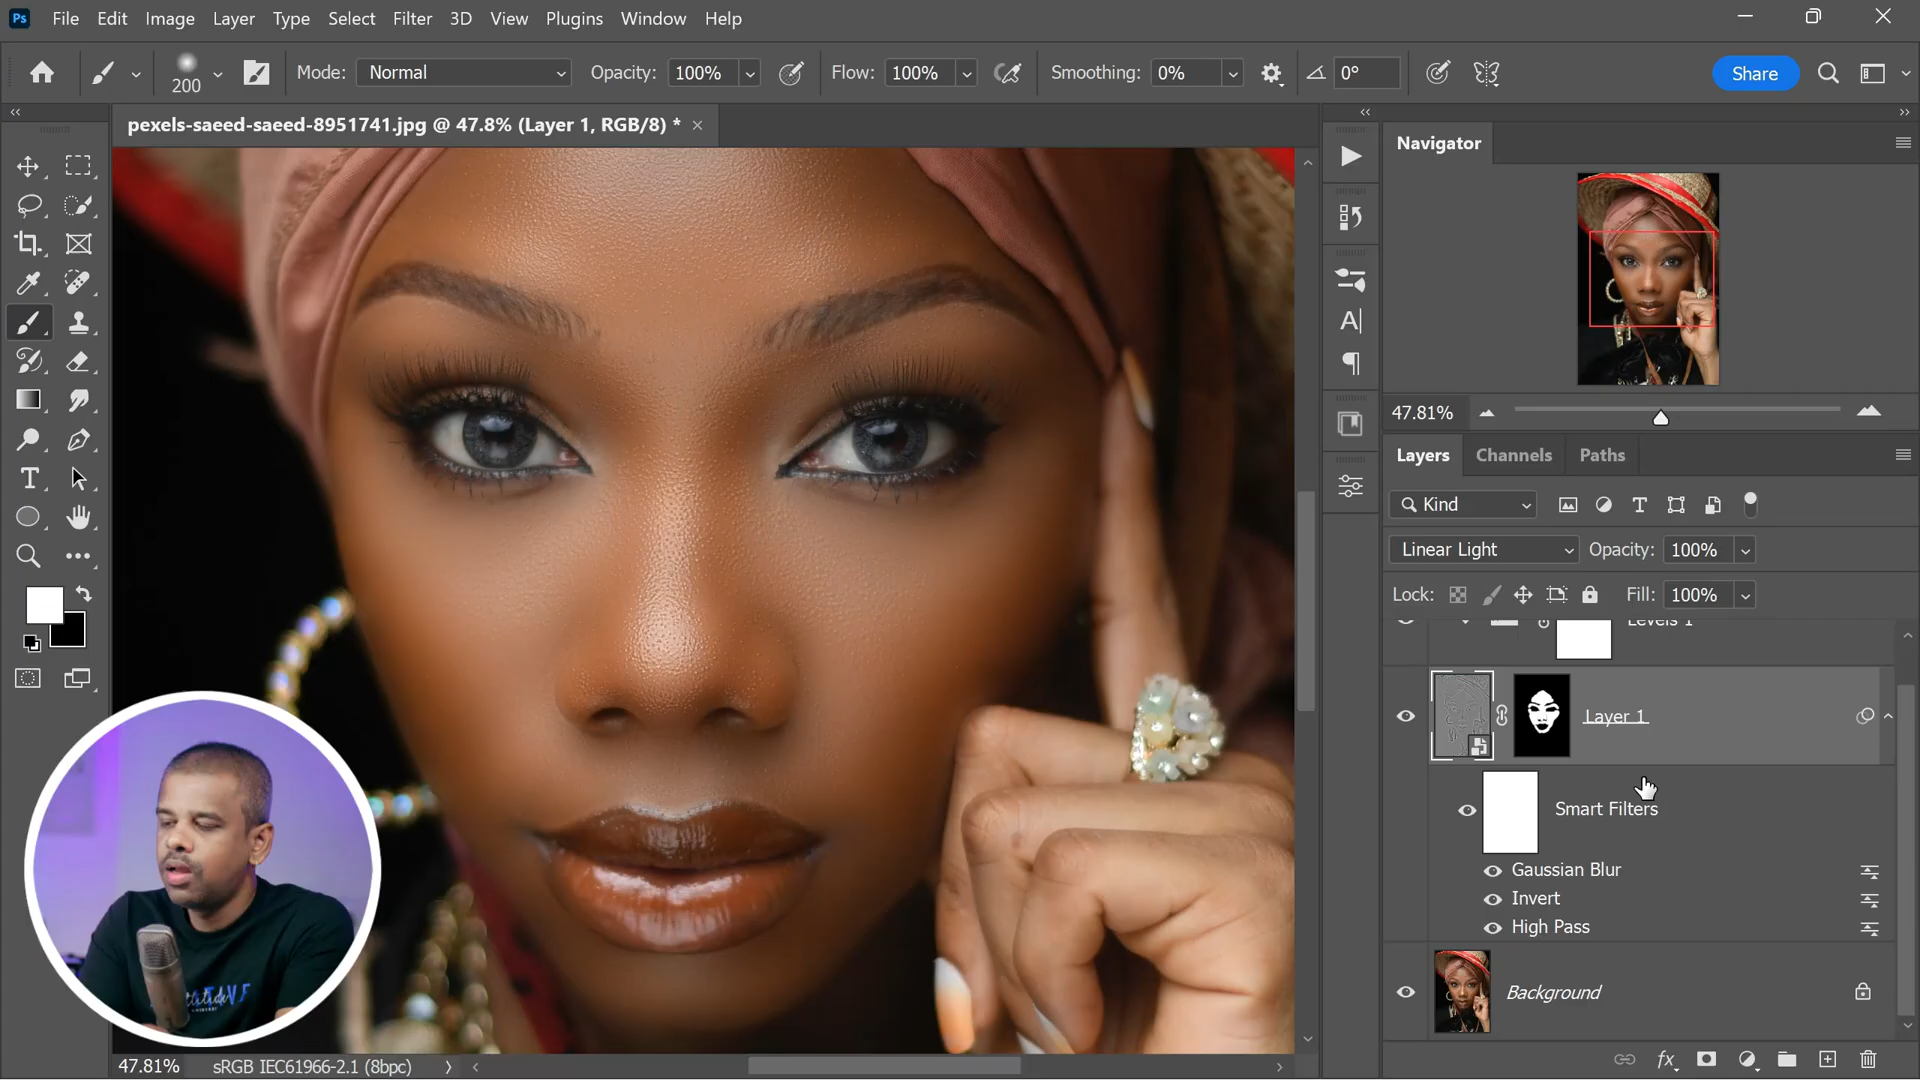 Ps File Edit Image Layer Type Select Filter 3D View Plugins Window Help
200 Mode: Normal Opacity: 100% Flow: 100% Smoothing: 0% 0° Share
pexels-saeed-saeed-8951741.jpg @ 47.8% (Layer 1, RGB/8) * ×
Navigator
47.81%
Layers Channels Paths
Kind
Linear Light Opacity: 100%
Lock: Fill: 100%
Levels 1
Layer 1
Smart Filters
Gaussian Blur
Invert
High Pass
Background
47.81% sRGB IEC61966-2.1 (8bpc)